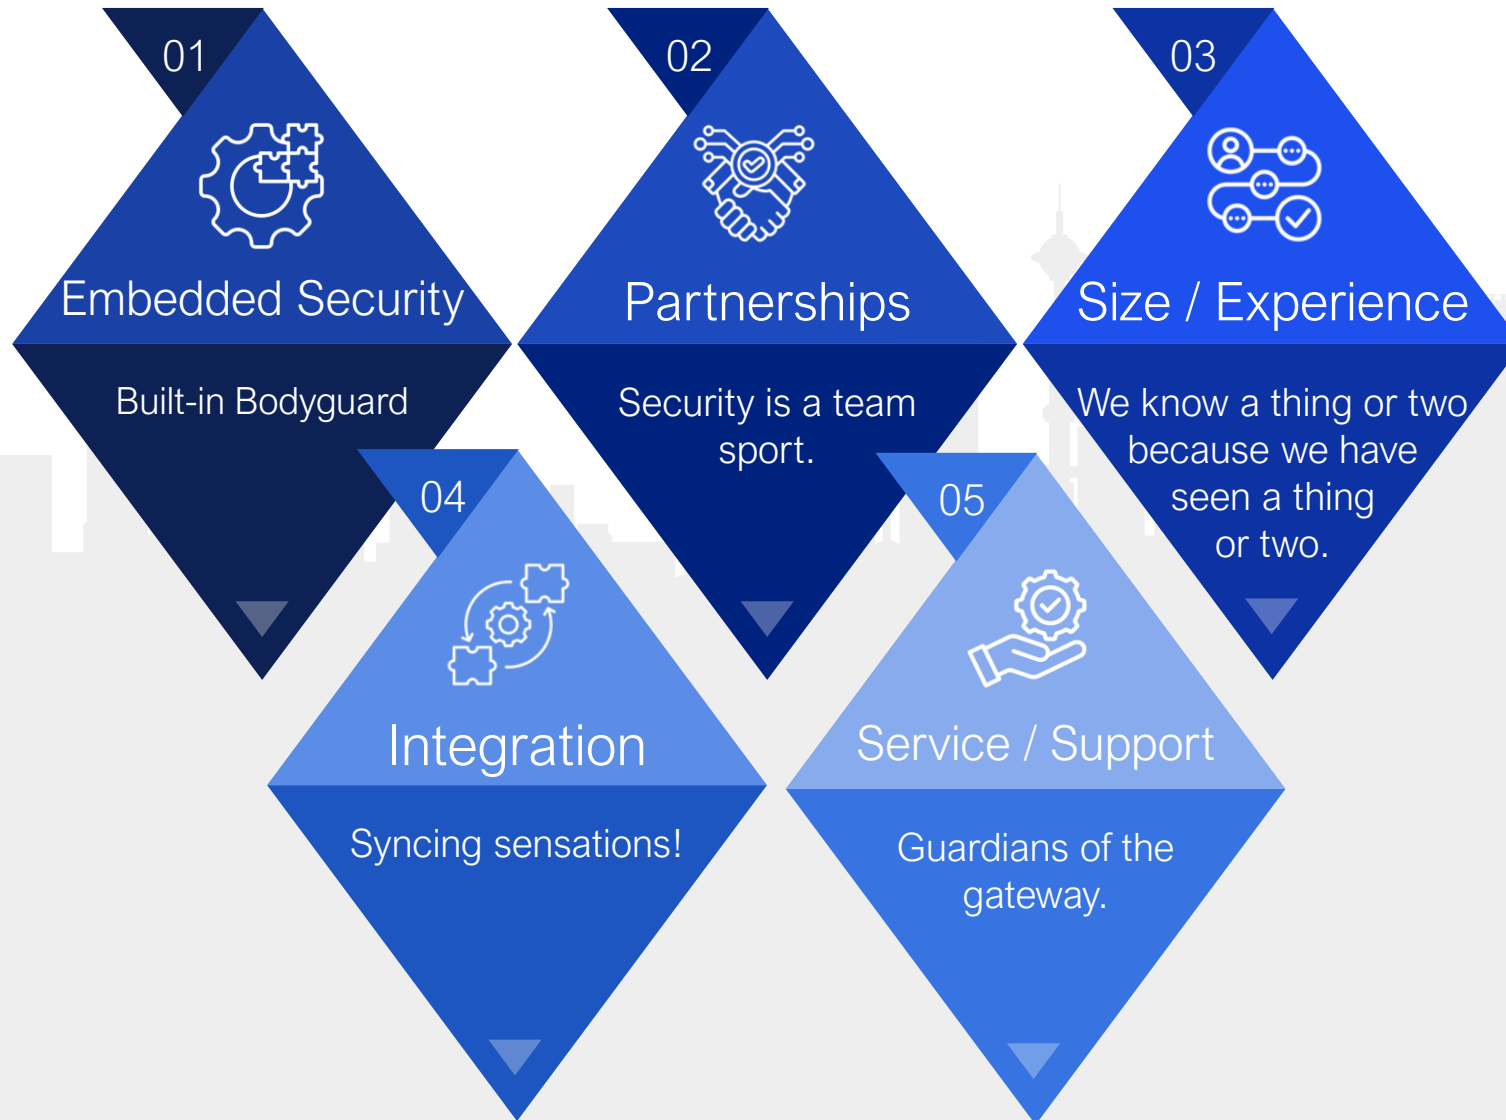 01
Embedded Security
Built-in Bodyguard
02
Partnerships
Security is a team
sport.
03
Size / Experience
We know a thing or two
because we have
seen a thing
or two.
04
Integration
Syncing sensations!
05
Service / Support
Guardians of the
gateway.